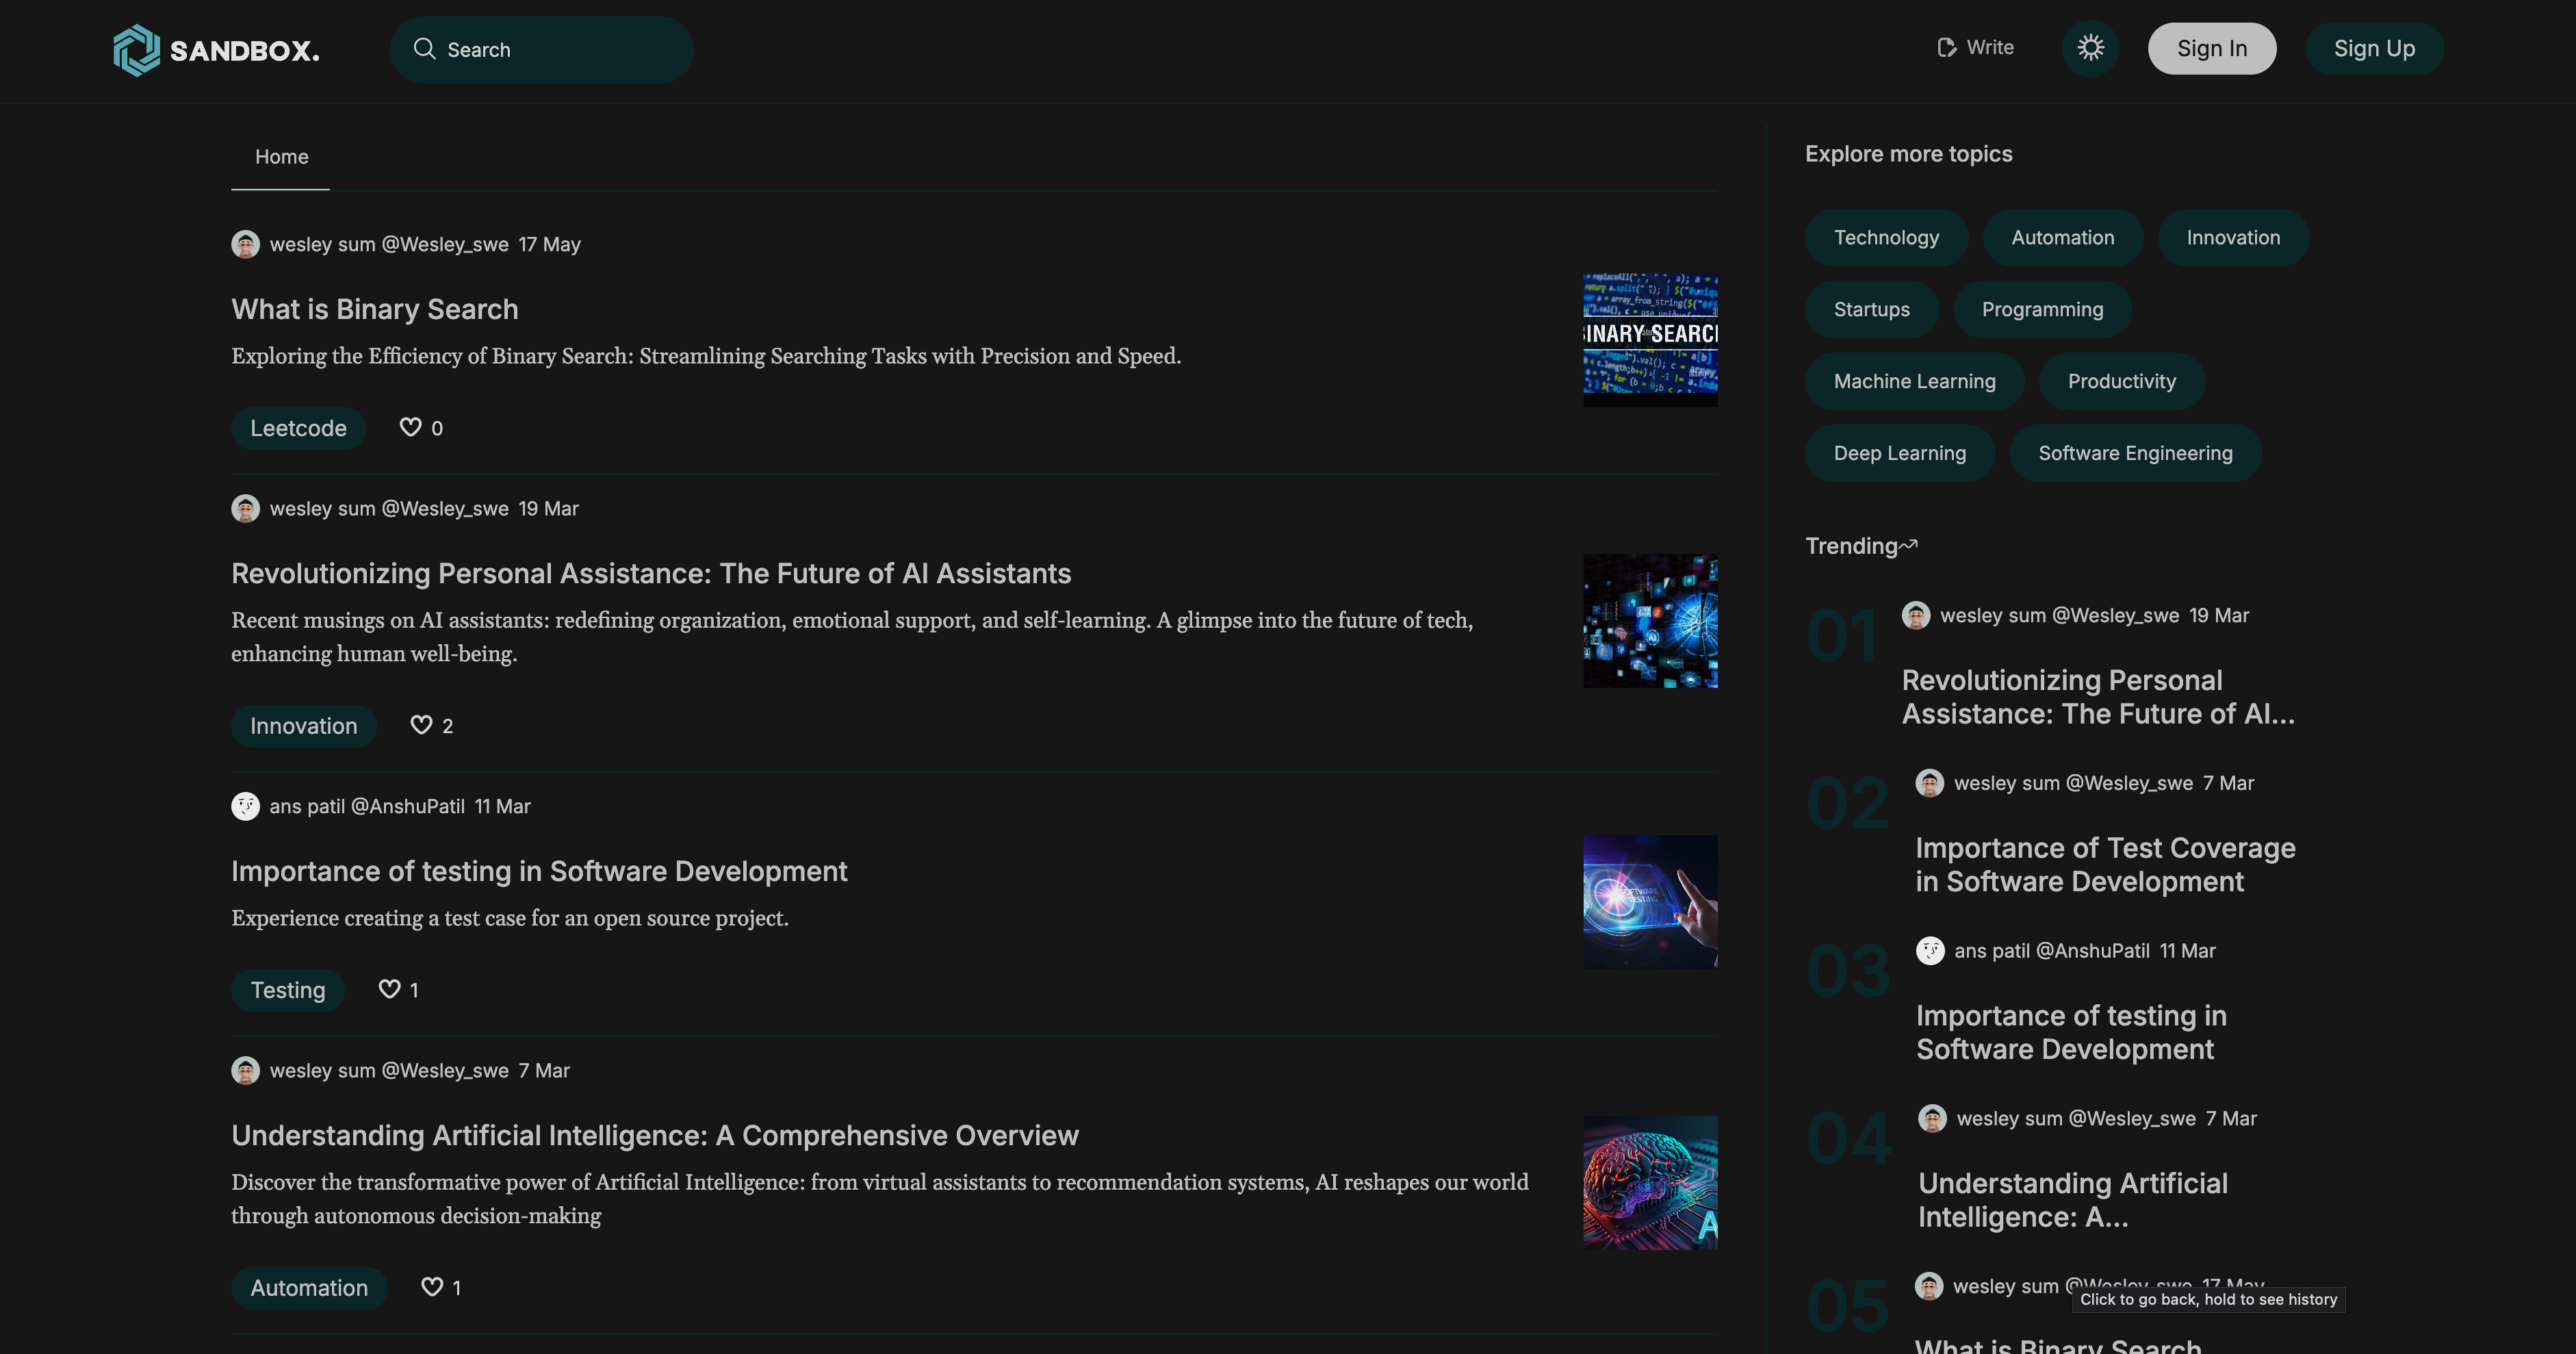 SANDBOX.
Search
Write
Sign In
Sign Up
Home
wesley sum @Wesley_swe 17 May
What is Binary Search
Exploring the Efficiency of Binary Search: Streamlining Searching Tasks with Precision and Speed.
BINARY SEARCH
Leetcode
0
wesley sum @Wesley_swe 19 Mar
Revolutionizing Personal Assistance: The Future of AI Assistants
Recent musings on AI assistants: redefining organization, emotional support, and self-learning. A glimpse into the future of tech,
enhancing human well-being.
Innovation
2
ans patil @AnshuPatil 11 Mar
Importance of testing in Software Development
Experience creating a test case for an open source project.
SOFTWARE
TESTING
Testing
1
wesley sum @Wesley_swe 7 Mar
Understanding Artificial Intelligence: A Comprehensive Overview
Discover the transformative power of Artificial Intelligence: from virtual assistants to recommendation systems, AI reshapes our world
through autonomous decision-making
Automation
1
Explore more topics
Technology
Automation
Innovation
Startups
Programming
Machine Learning
Productivity
Deep Learning
Software Engineering
Trending
01
wesley sum @Wesley_swe 19 Mar
Revolutionizing Personal
Assistance: The Future of AI...
02
wesley sum @Wesley_swe 7 Mar
Importance of Test Coverage
in Software Development
03
ans patil @AnshuPatil 11 Mar
Importance of testing in
Software Development
04
wesley sum @Wesley_swe 7 Mar
Understanding Artificial
Intelligence: A...
05
wesley sum @Wesley_swe 17 May
Click to go back, hold to see history
What is Binary Search